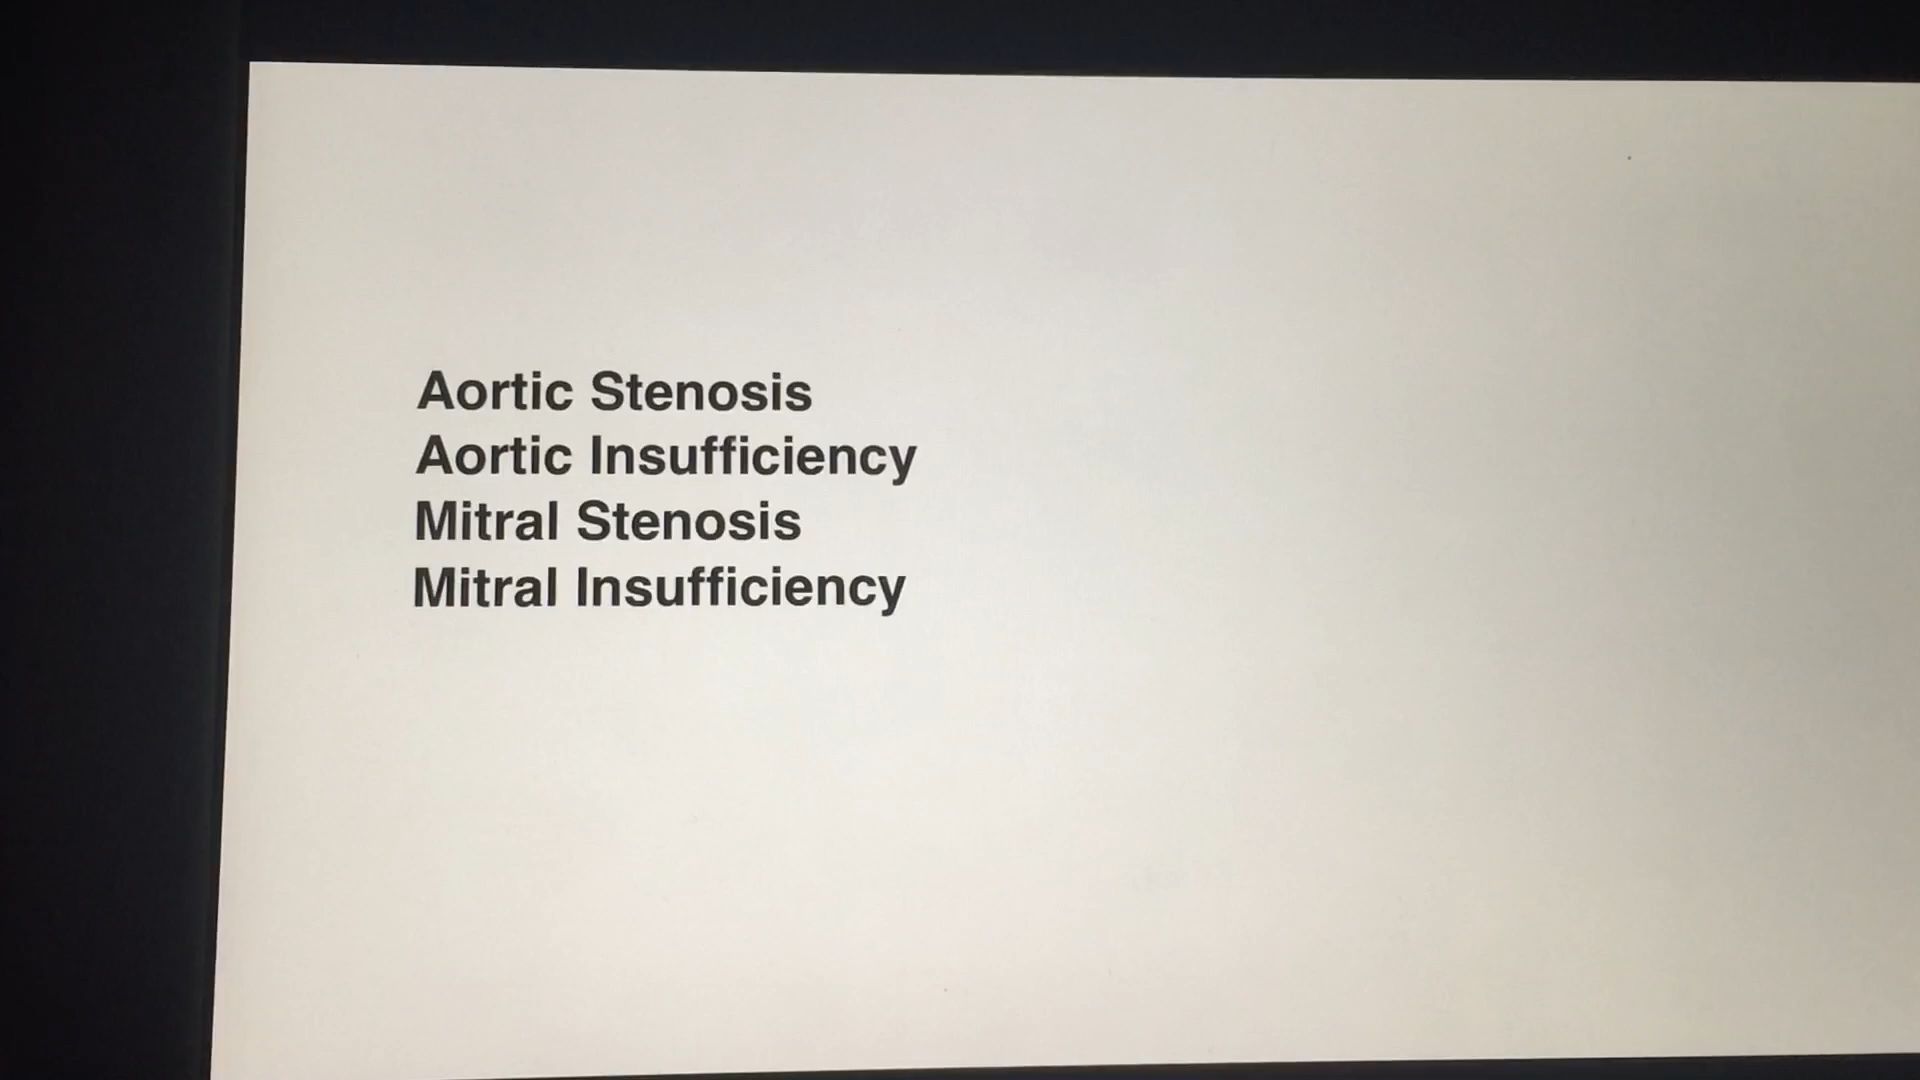 Aortic Stenosis
Aortic Insufficiency
Mitral Stenosis
Mitral Insufficiency